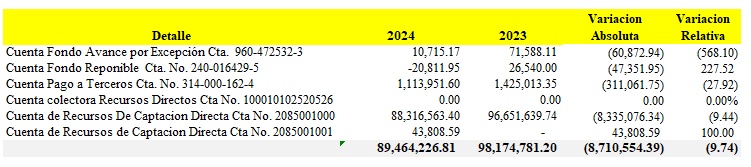 Detalle 2024 2023 Variacion Absoluta Variacion Relativa
Cuenta Fondo Avance por Excepción Cta. 960-472532-3 10,715.17 71,588.11 (60,872.94) (568.10)
Cuenta Fondo Reponible Cta. No. 240-016429-5 -20,811.95 26,540.00 (47,351.95) 227.52
Cuenta Pago a Terceros Cta. No. 314-000-162-4 1,113,951.60 1,425,013.35 (311,061.75) (27.92)
Cuenta colectora Recursos Directos Cta No. 100010102520526 0.00 0.00 0.00 0.00%
Cuenta de Recursos De Captacion Directa Cta No. 2085001000 88,316,563.40 96,651,639.74 (8,335,076.34) (9.44)
Cuenta de Recursos de Captacion Directa Cta No. 2085001001 43,808.59 - 43,808.59 100.00
89,464,226.81 98,174,781.20 (8,710,554.39) (9.74)